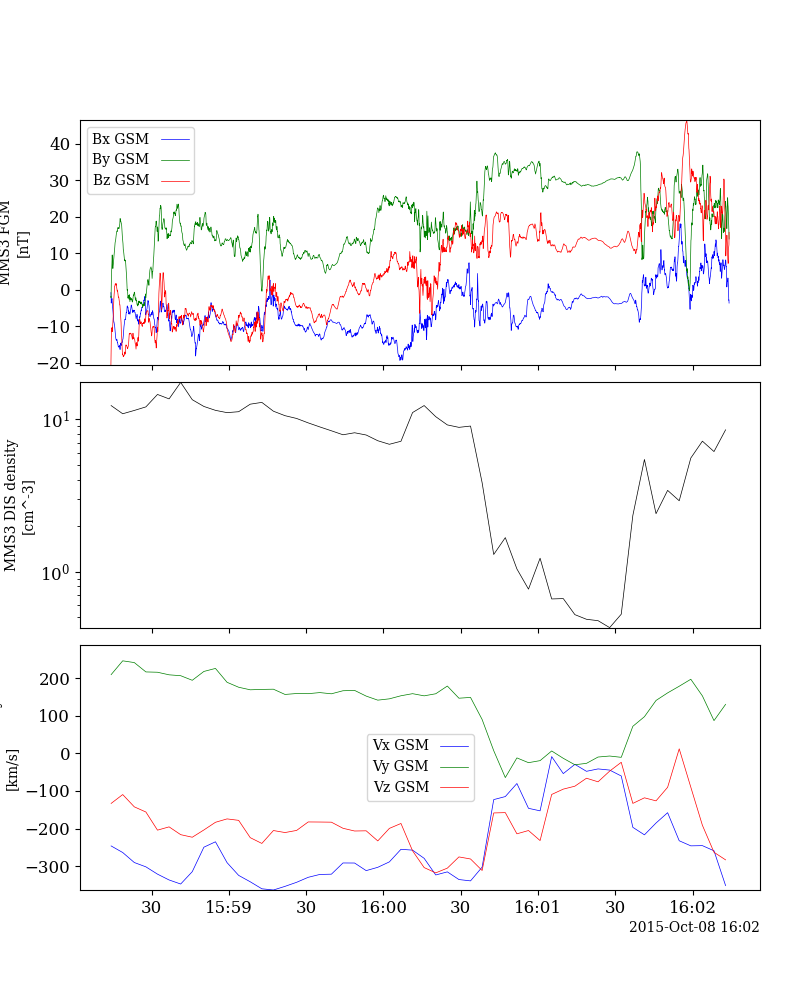 40
30
20
10
0
−10
−20
MMS3 FGM
[nT]
Bx GSM
By GSM
Bz GSM
10^1
10^0
MMS3 DIS density
[cm^-3]
200
100
0
−100
−200
−300
[km/s]
Vx GSM
Vy GSM
Vz GSM
30 15:59 30 16:00 30 16:01 30 16:02
2015-Oct-08 16:02